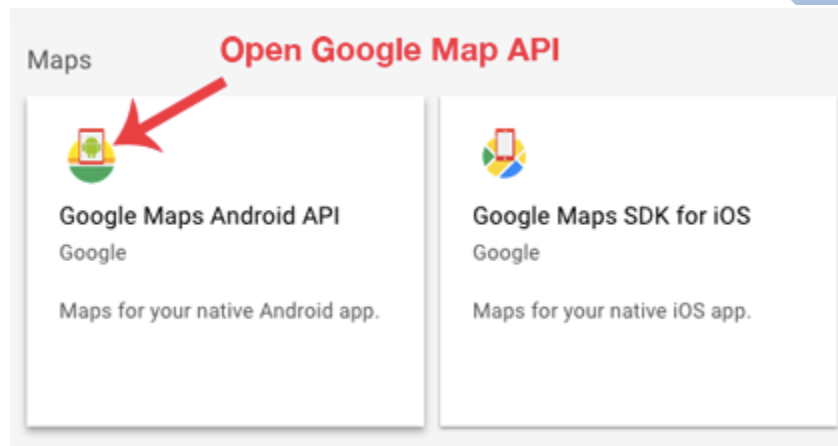 Maps
Open Google Map API
Google Maps Android API
Google
Maps for your native Android app.
Google Maps SDK for iOS
Google
Maps for your native iOS app.